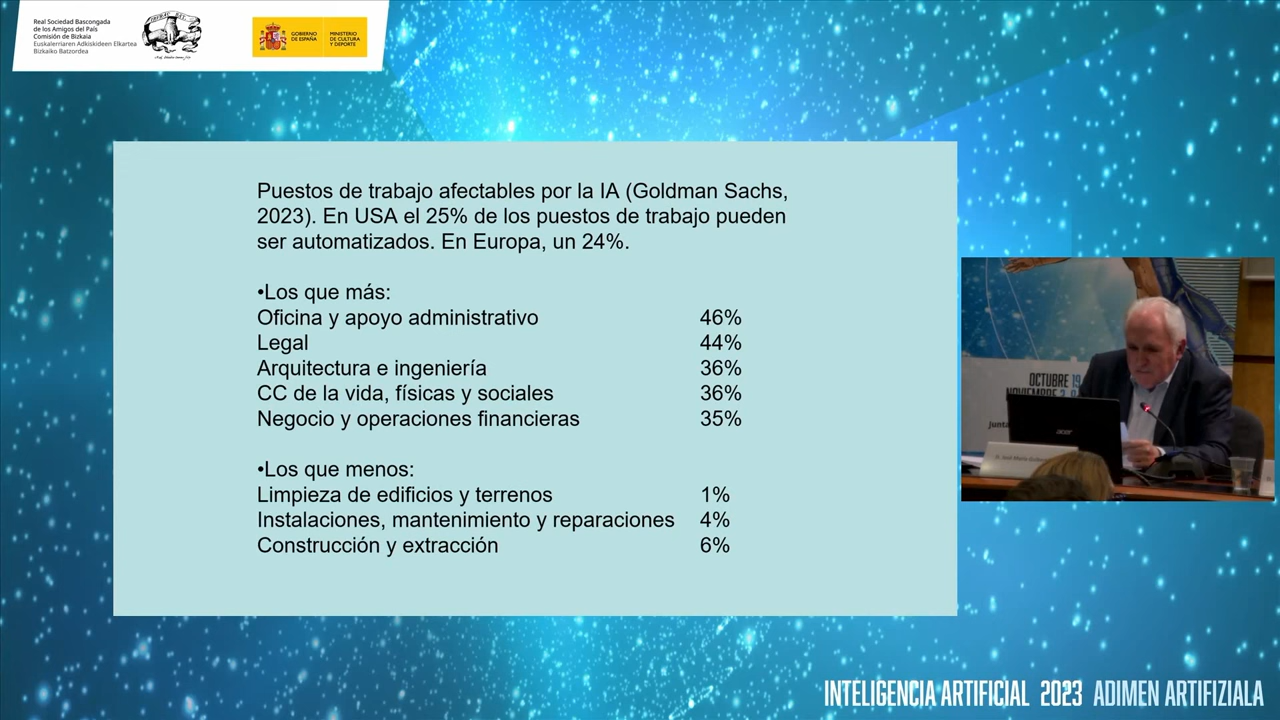 Real Sociedad Bascongada
de los Amigos del País
Comisión de Bizkaia
Euskalerriaren Adkiskideen Elkartea
Bizkaiko Batzordea
GOBIERNO
DE ESPAÑA
MINISTERIO
DE CULTURA
Y DEPORTE
Puestos de trabajo afectables por la IA (Goldman Sachs,
2023). En USA el 25% de los puestos de trabajo pueden
ser automatizados. En Europa, un 24%.
•Los que más:
Oficina y apoyo administrativo 46%
Legal 44%
Arquitectura e ingeniería 36%
CC de la vida, físicas y sociales 36%
Negocio y operaciones financieras 35%
•Los que menos:
Limpieza de edificios y terrenos 1%
Instalaciones, mantenimiento y reparaciones 4%
Construcción y extracción 6%
OCTUBRE 19
acer
INTELIGENCIA ARTIFICIAL 2023 ADIMEN ARTIFIZIALA